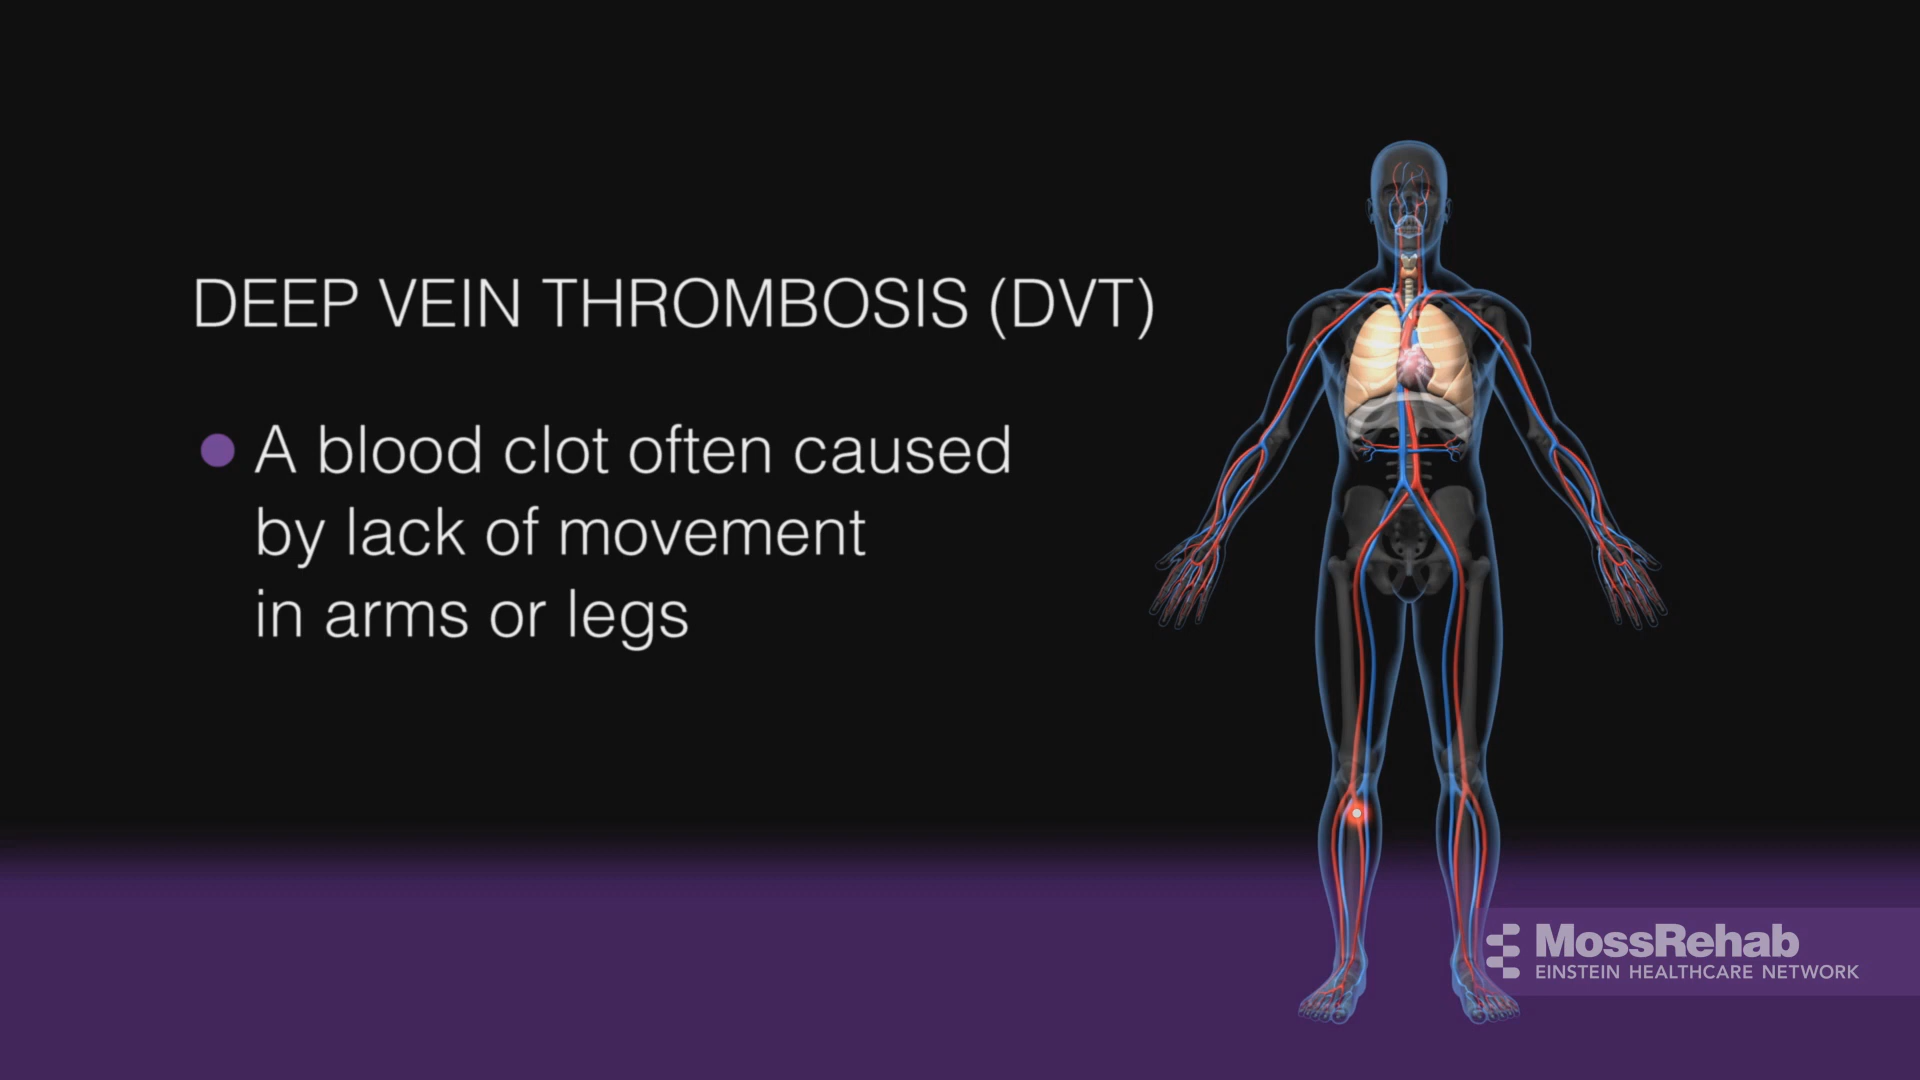 DEEP VEIN THROMBOSIS (DVT)
A blood clot often caused
by lack of movement
in arms or legs
MossRehab
EINSTEIN HEALTHCARE NETWORK